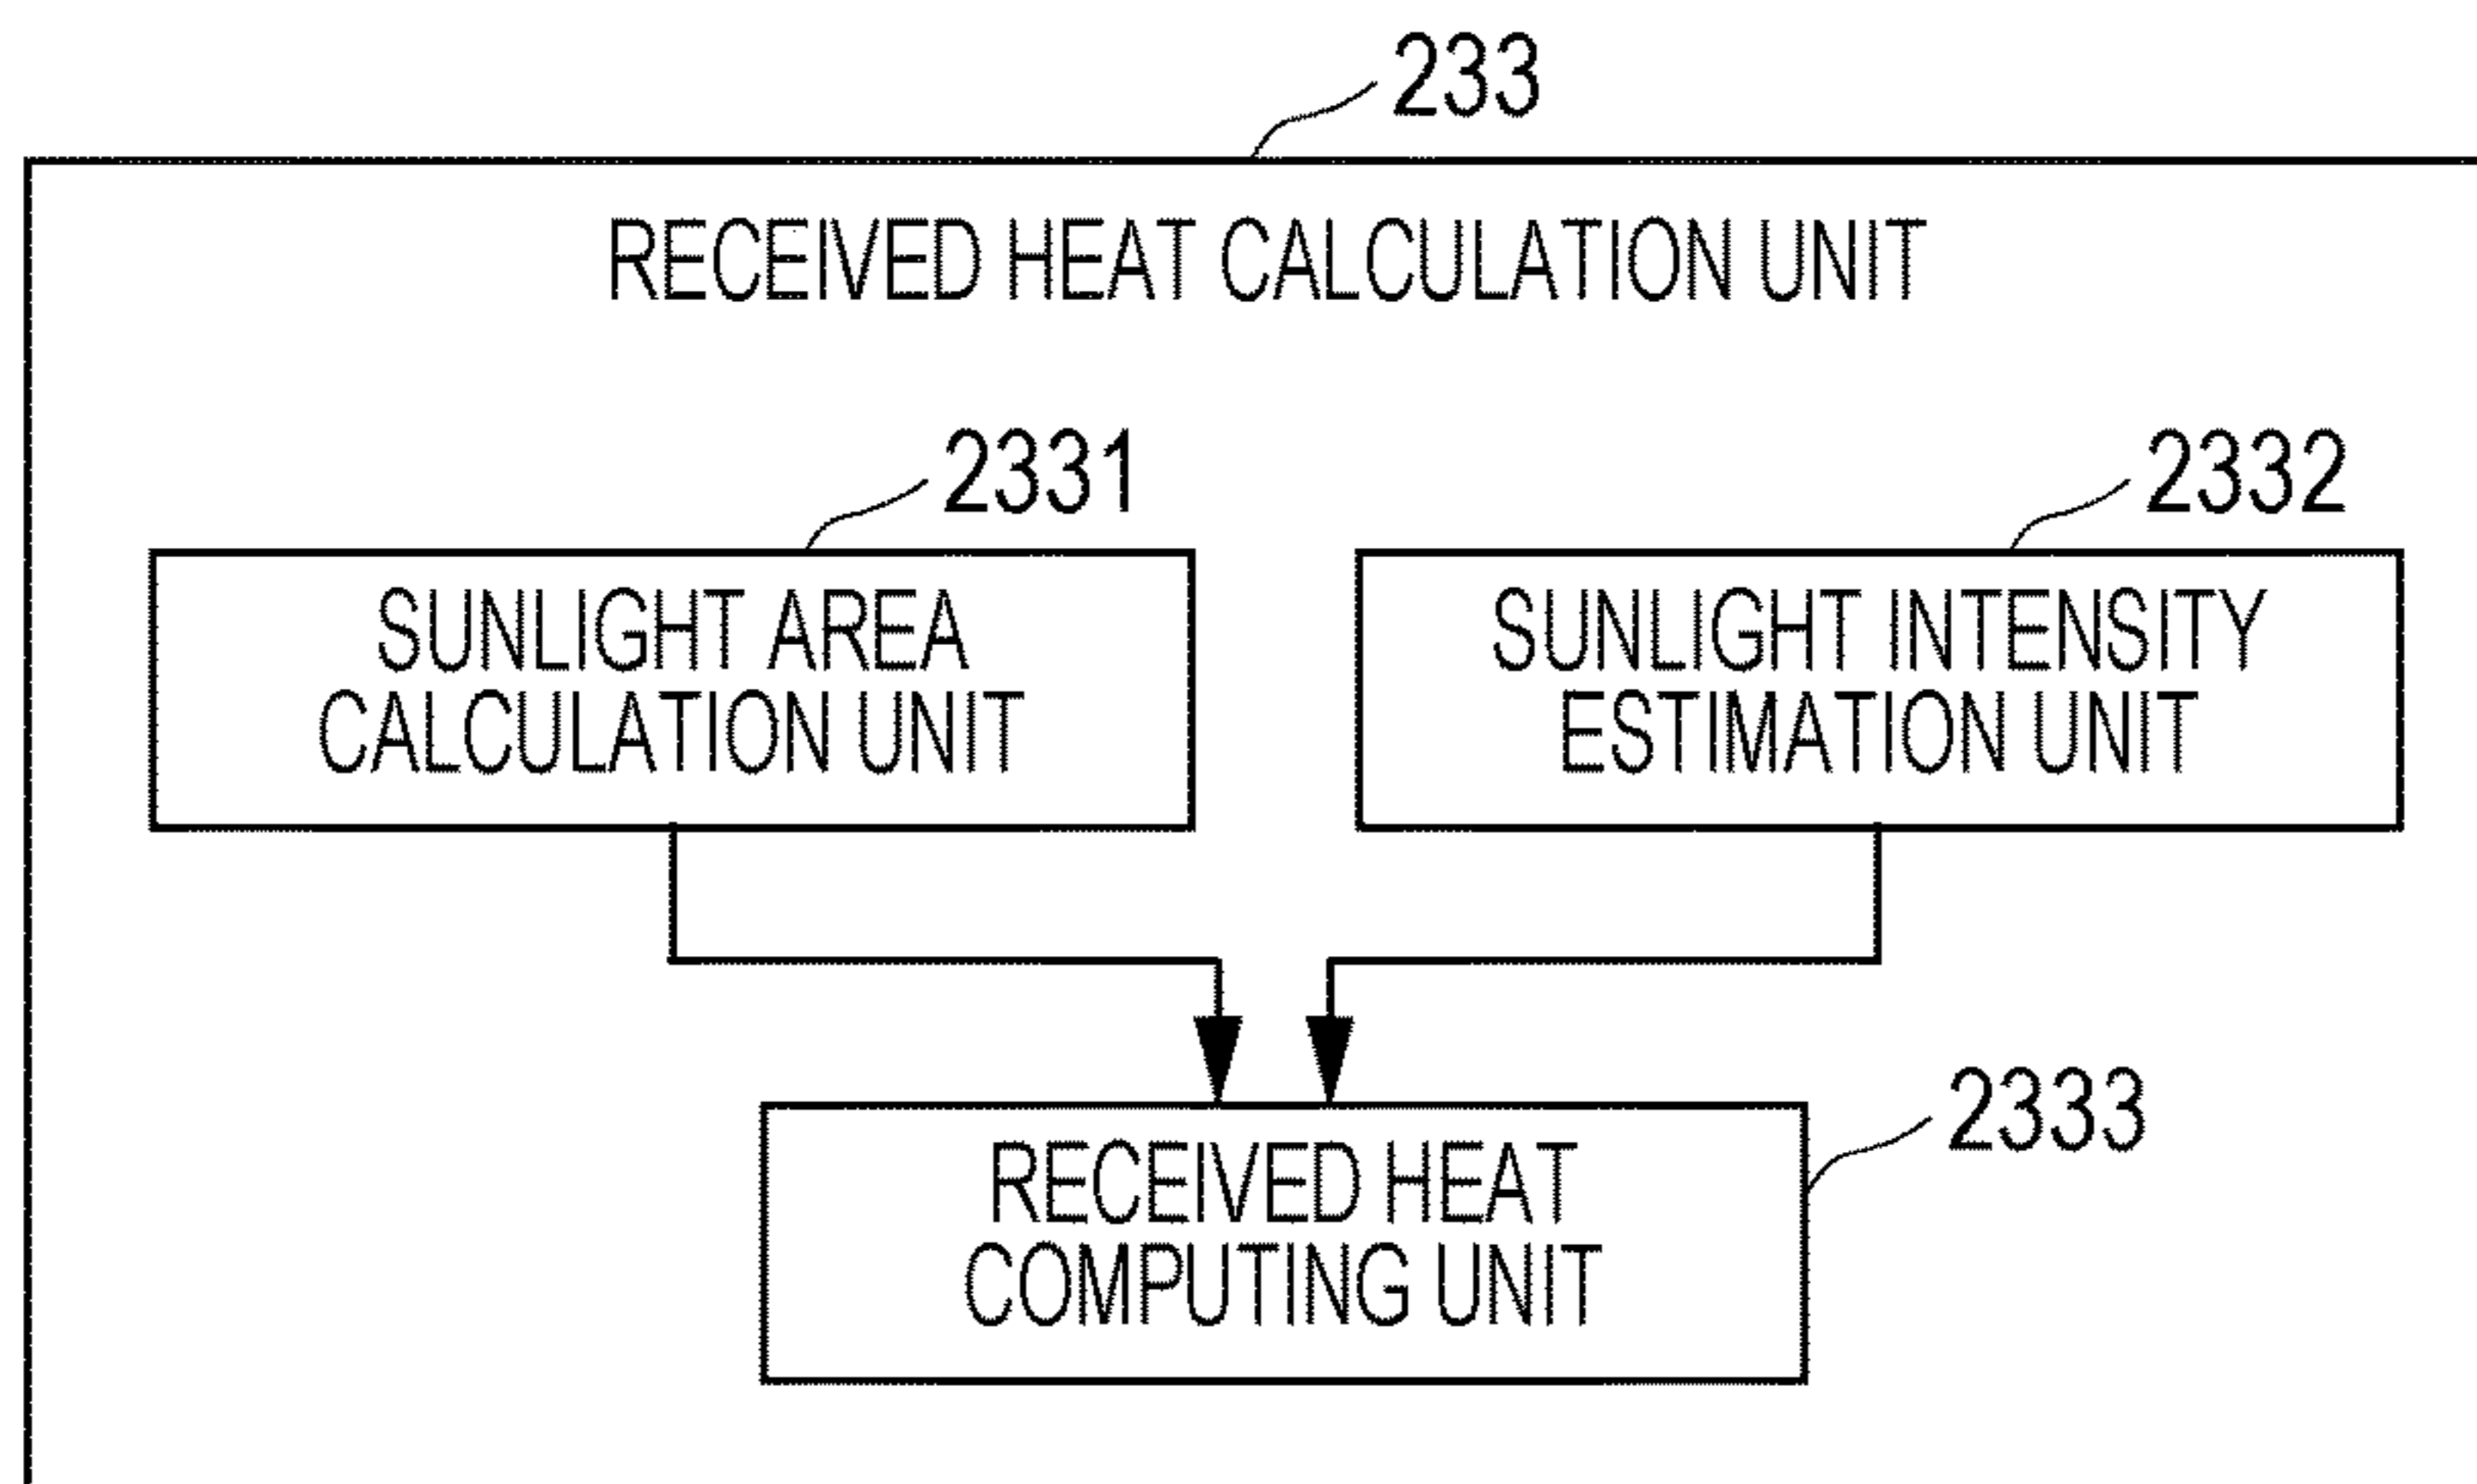 233
RECEIVED HEAT CALCULATION UNIT
2331
2332
SUNLIGHT AREA
CALCULATION UNIT
SUNLIGHT INTENSITY
ESTIMATION UNIT
2333
RECEIVED HEAT
COMPUTING UNIT